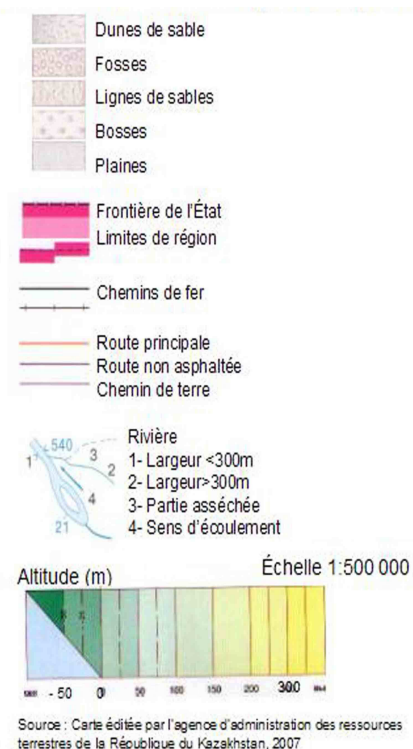 Dunes de sable
Fosses
Lignes de sables
Bosses
Plaines
Frontière de l'État
Limites de région
Chemins de fer
Route principale
Route non asphaltée
Chemin de terre
Rivière
1- Largeur <300m
2- Largeur>300m
3- Partie asséchée
4- Sens d'écoulement
540
1
3
2
4
21
Échelle 1:500 000
Altitude (m)
- 50 0 50 100 150 200 300
Source : Carte éditée par l'agence d'administration des ressources
terrestres de la République du Kazakhstan, 2007